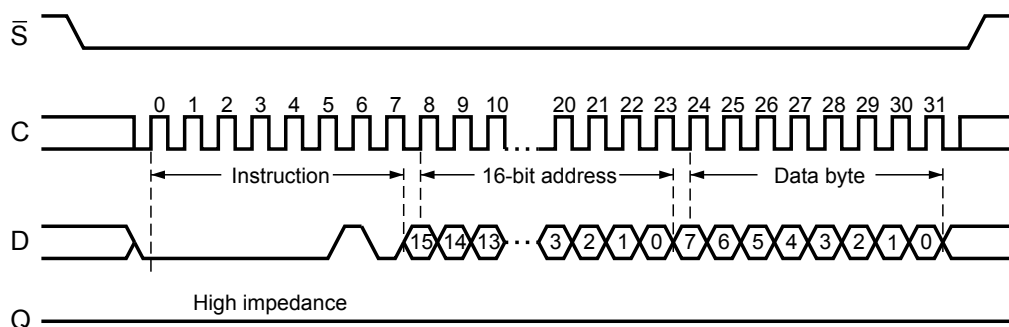 S
0 1 2 3 4 5 6 7 8 9 10 20 21 22 23 24 25 26 27 28 29 30 31
C
Instruction 16-bit address Data byte
D 15 14 13 3 2 1 0 7 6 5 4 3 2 1 0
High impedance
Q